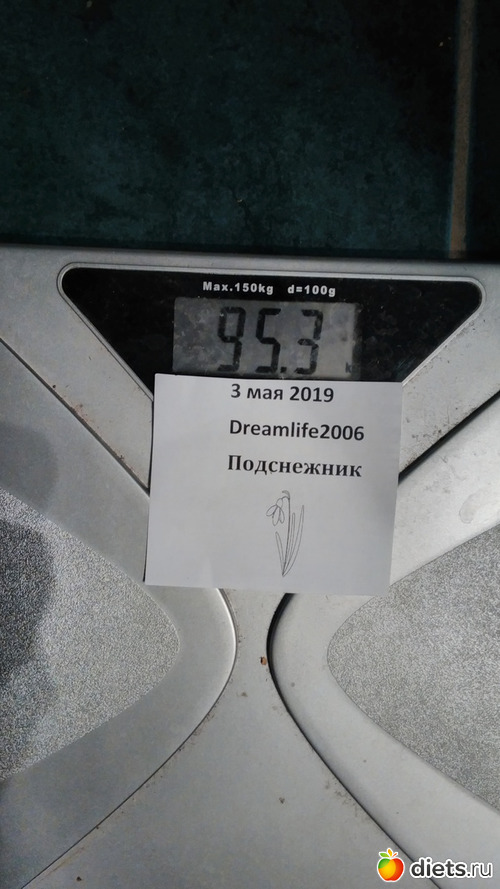 Max.150kg d=100g
95.3
3 мая 2019
Dreamlife2006
Подснежник
diets.ru